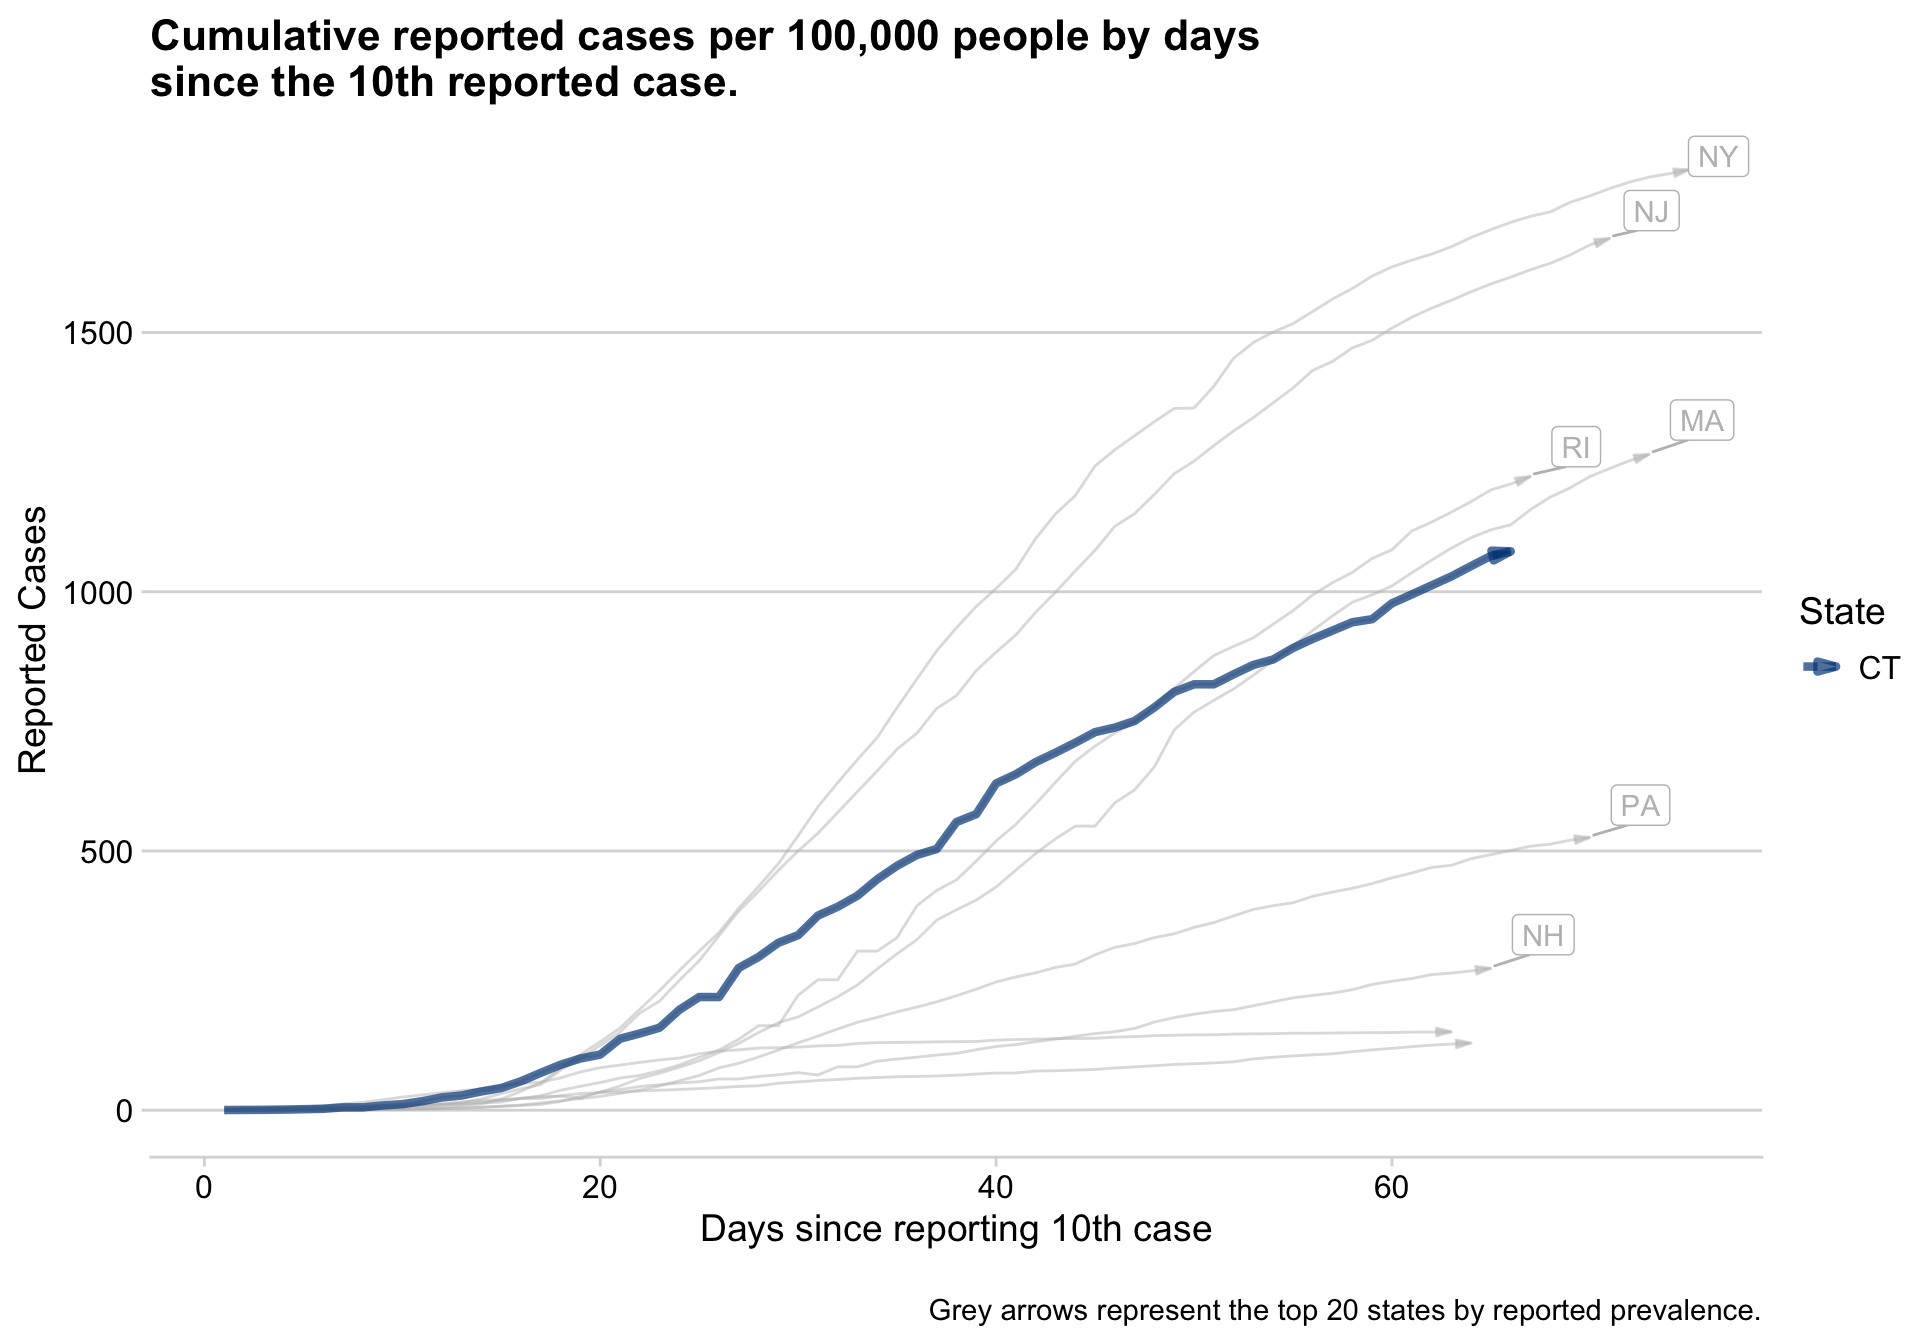 Cumulative reported cases per 100,000 people by days
since the 10th reported case.
NY
NJ
1500
MA
RI
1000
State
CT
Reported Cases
PA
500
NH
0
0 20 40 60
Days since reporting 10th case
Grey arrows represent the top 20 states by reported prevalence.